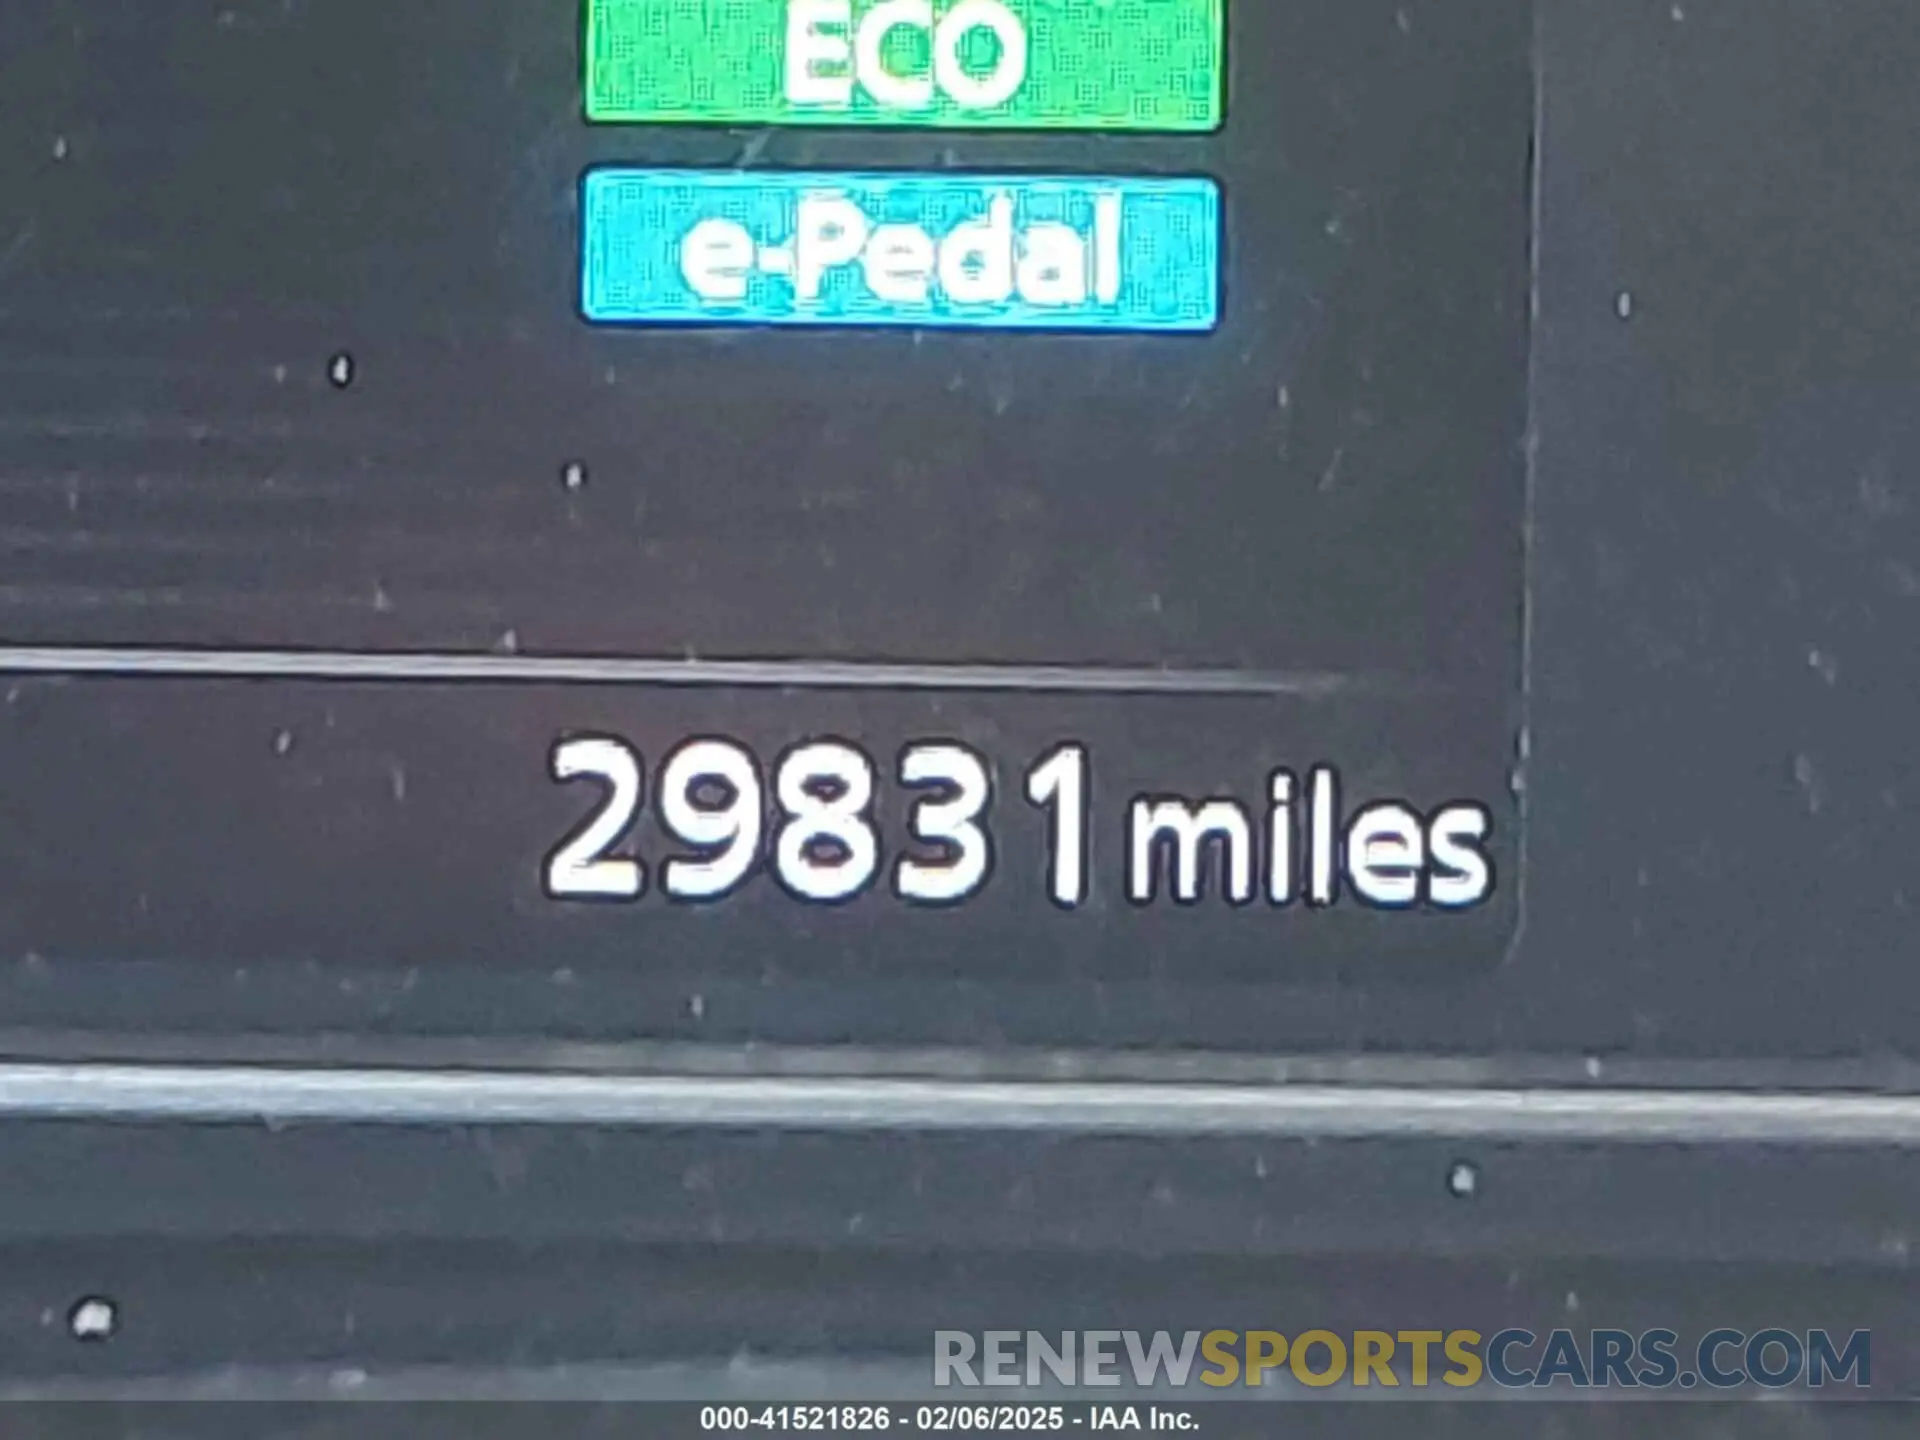 ECO
e-Pedal
29831 miles
RENEWSPORTSCARS.COM
000-41521826 - 02/06/2025 - IAA Inc.